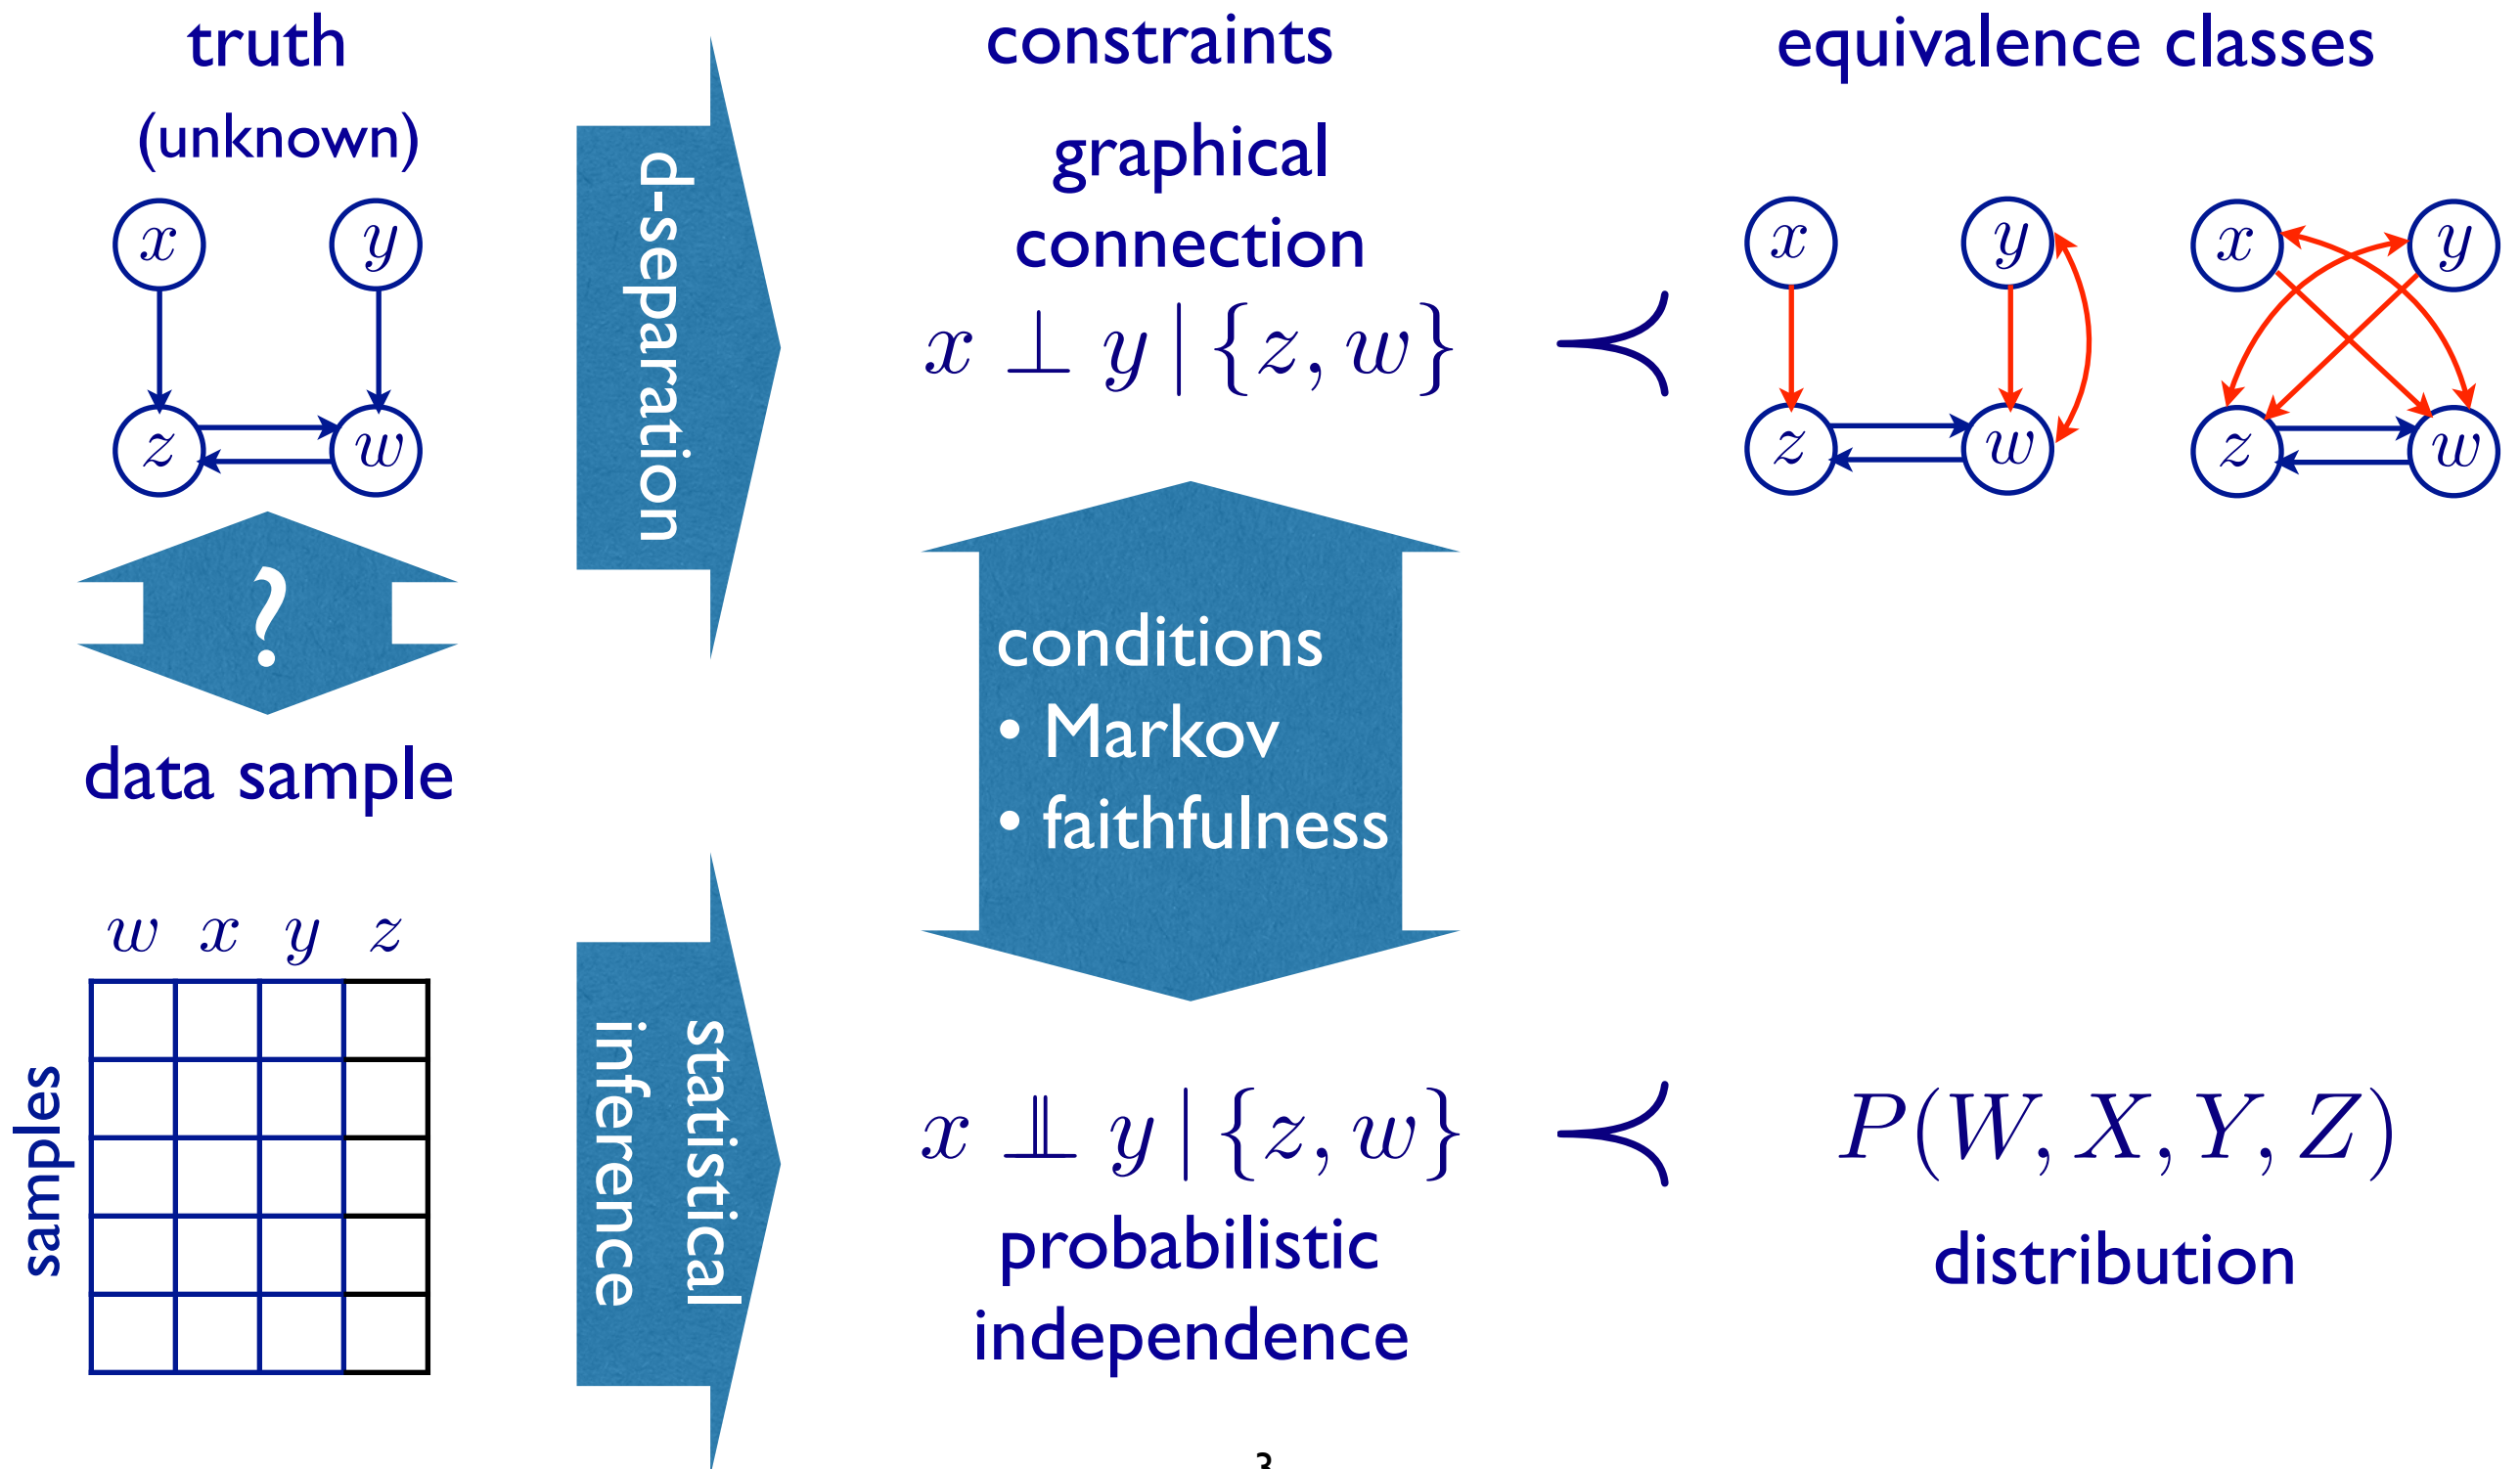 truth
(unknown)
x y
z w
?
data sample
w x y z
samples
d-separation
statistical
inference
constraints
graphical
connection
x ⊥ y | {z, w}
conditions
• Markov
• faithfulness
x ⫫ y | {z, w}
probabilistic
independence
equivalence classes
x y x y
z w z w
≺
≺
P(W, X, Y, Z)
distribution
3